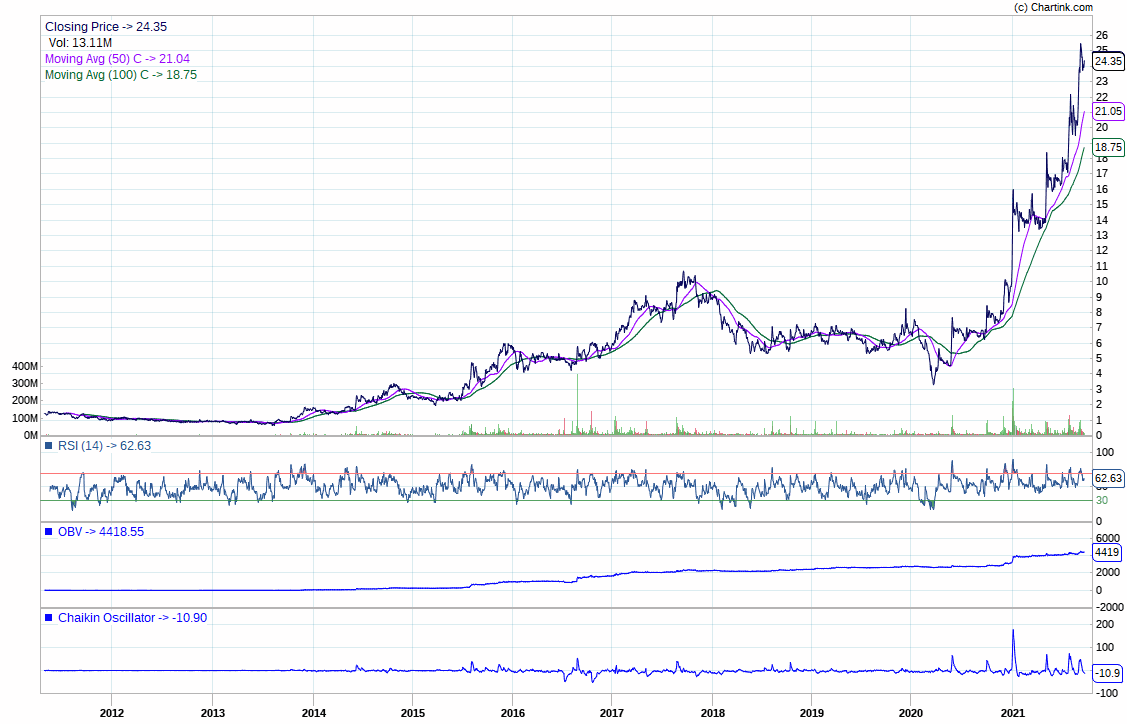 (c) Chartink.com
Closing Price -> 24.35
Vol: 13.11M
Moving Avg (50) C -> 21.04
Moving Avg (100) C -> 18.75
26
25
24.35
23
22
21.05
20
18.75
18
17
16
15
14
13
12
11
10
9
8
7
6
5
400M
4
300M
3
200M
2
100M
1
0M
0
RSI (14) -> 62.63
100
62.63
30
0
OBV -> 4418.55
6000
4419
2000
0
-2000
Chaikin Oscillator -> -10.90
200
100
-10.9
-100
2012 2013 2014 2015 2016 2017 2018 2019 2020 2021